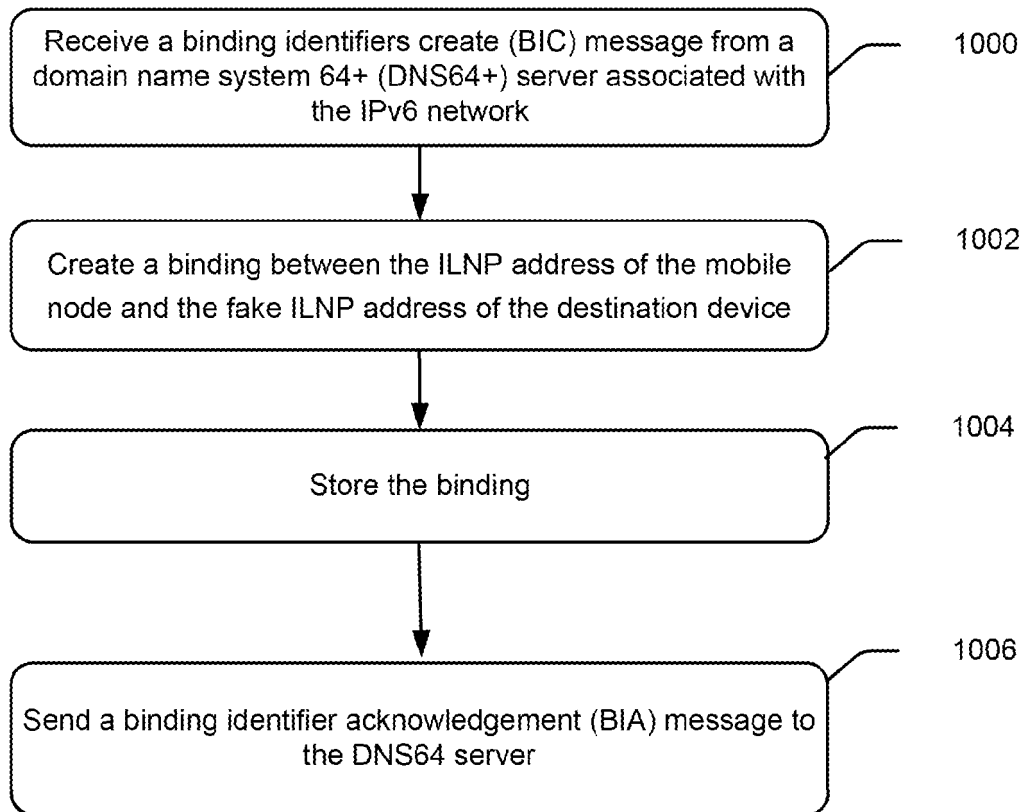 Receive a binding identifiers create (BIC) message from a
domain name system 64+ (DNS64+) server associated with
the IPv6 network
1000
Create a binding between the ILNP address of the mobile
node and the fake ILNP address of the destination device
1002
Store the binding
1004
Send a binding identifier acknowledgement (BIA) message to
the DNS64 server
1006